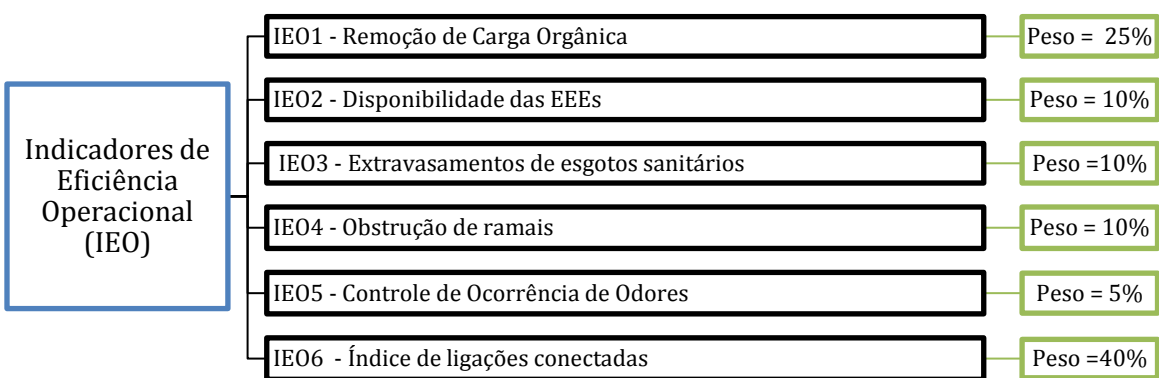 Indicadores de
Eficiência
Operacional
(IEO)
IEO1 - Remoção de Carga Orgânica
Peso = 25%
IEO2 - Disponibilidade das EEEs
Peso = 10%
IEO3 - Extravasamentos de esgotos sanitários
Peso =10%
IEO4 - Obstrução de ramais
Peso = 10%
IEO5 - Controle de Ocorrência de Odores
Peso = 5%
IEO6 - Índice de ligações conectadas
Peso =40%